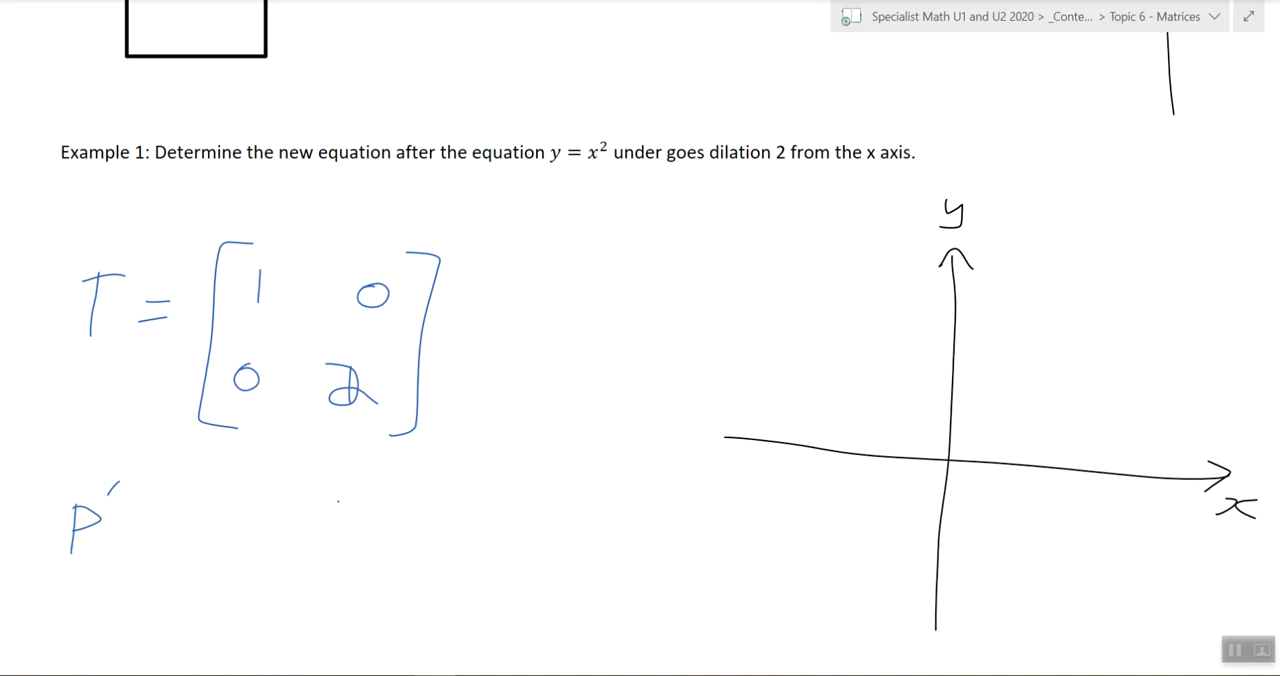 Specialist Math U1 and U2 2020 > _Conte... > Topic 6 - Matrices
Example 1: Determine the new equation after the equation y = x² under goes dilation 2 from the x axis.
y
T = [1 0
0 2]
x
P′